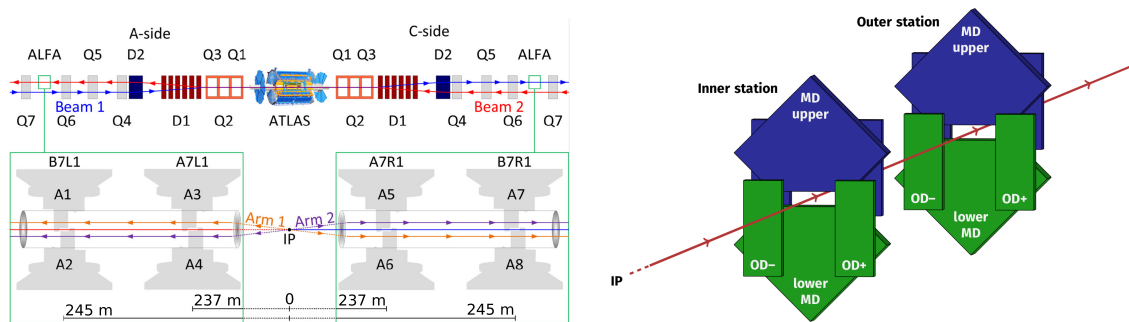 A-side
C-side
ALFA Q5 D2 Q3 Q1
Q1 Q3 D2 Q5 ALFA
Beam 1
Beam 2
Q7 Q6 Q4 D1 Q2 ATLAS Q2 D1 Q4 Q6 Q7
B7L1 A7L1
A7R1 B7R1
A1 A3
A5 A7
Arm 1 Arm 2
IP
A2 A4
A6 A8
237 m 0 237 m
245 m 245 m
Outer station
MD
upper
Inner station
MD
upper
OD−
lower
MD
OD+
OD−
lower
MD
OD+
IP